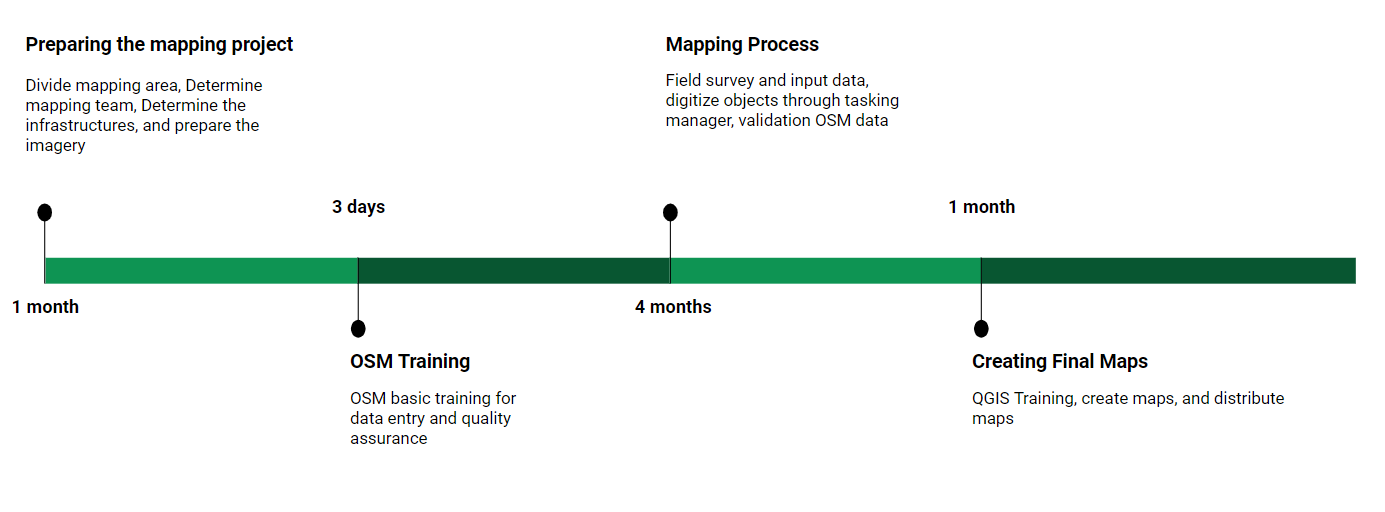 Preparing the mapping project
Divide mapping area, Determine
mapping team, Determine the
infrastructures, and prepare the
imagery
Mapping Process
Field survey and input data,
digitize objects through tasking
manager, validation OSM data
3 days
1 month
1 month
4 months
OSM Training
OSM basic training for
data entry and quality
assurance
Creating Final Maps
QGIS Training, create maps, and distribute
maps